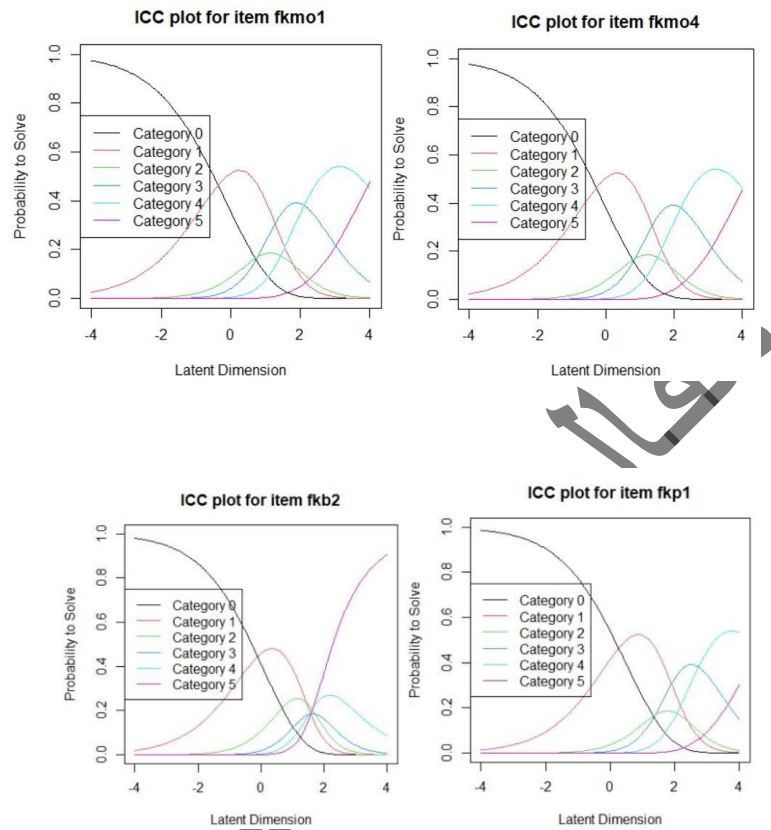 ICC plot for item fkmo1
Probability to Solve
0.0 0.2 0.4 0.6 0.8 1.0
Category 0
Category 1
Category 2
Category 3
Category 4
Category 5
-4 -2 0 2 4
Latent Dimension
ICC plot for item fkmo4
Probability to Solve
0.0 0.2 0.4 0.6 0.8 1.0
Category 0
Category 1
Category 2
Category 3
Category 4
Category 5
-4 -2 0 2 4
Latent Dimension
ICC plot for item fkb2
Probability to Solve
0.0 0.2 0.4 0.6 0.8 1.0
Category 0
Category 1
Category 2
Category 3
Category 4
Category 5
-4 -2 0 2 4
Latent Dimension
ICC plot for item fkp1
Probability to Solve
0.0 0.2 0.4 0.6 0.8 1.0
Category 0
Category 1
Category 2
Category 3
Category 4
Category 5
-4 -2 0 2 4
Latent Dimension